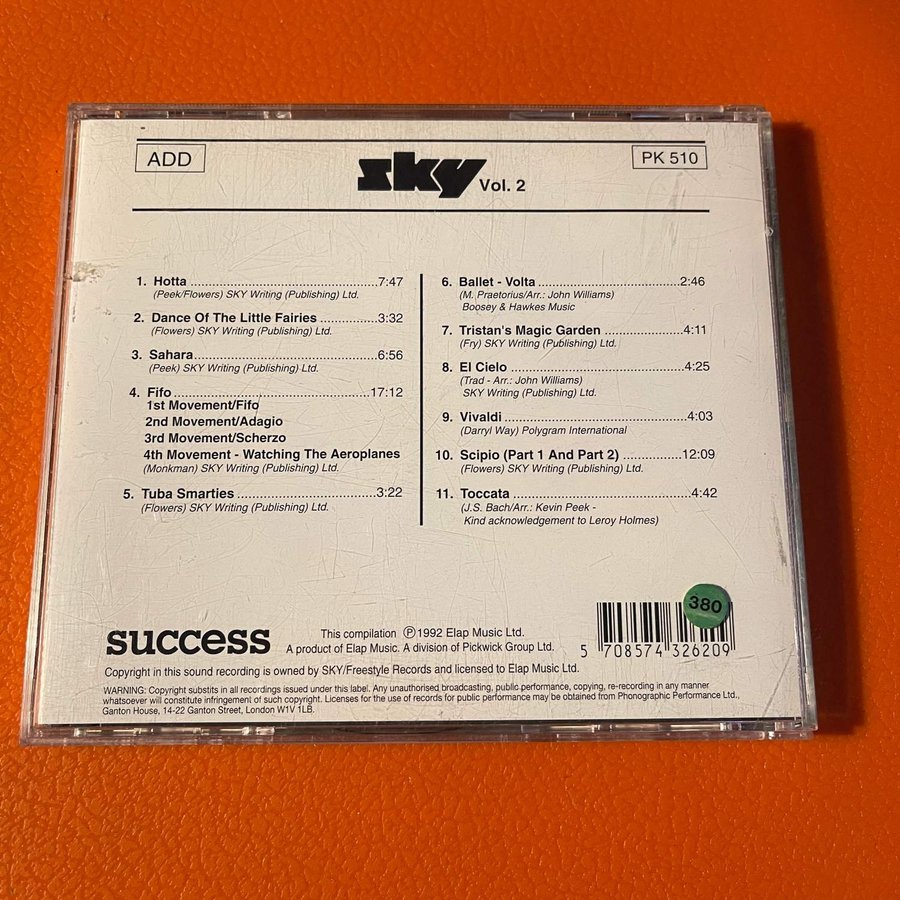 ADD
sky Vol. 2
PK 510
1. Hotta ........ 7:47
(Peek/Flowers) SKY Writing (Publishing) Ltd.
2. Dance Of The Little Fairies ........ 3:32
(Flowers) SKY Writing (Publishing) Ltd.
3. Sahara ........ 6:56
(Peek) SKY Writing (Publishing) Ltd.
4. Fifo ........ 17:12
1st Movement/Fifo
2nd Movement/Adagio
3rd Movement/Scherzo
4th Movement - Watching The Aeroplanes
(Monkman) SKY Writing (Publishing) Ltd.
5. Tuba Smarties ........ 3:22
(Flowers) SKY Writing (Publishing) Ltd.
6. Ballet - Volta ........ 2:46
(M. Praetorius/Arr.: John Williams)
Boosey & Hawkes Music
7. Tristan's Magic Garden ........ 4:11
(Fry) SKY Writing (Publishing) Ltd.
8. El Cielo ........ 4:25
(Trad - Arr.: John Williams)
SKY Writing (Publishing) Ltd.
9. Vivaldi ........ 4:03
(Darryl Way) Polygram International
10. Scipio (Part 1 And Part 2) ........ 12:09
(Flowers) SKY Writing (Publishing) Ltd.
11. Toccata ........ 4:42
(J.S. Bach/Arr.: Kevin Peek -
Kind acknowledgement to Leroy Holmes)
success
This compilation ℗1992 Elap Music Ltd.
A product of Elap Music. A division of Pickwick Group Ltd.
380
5 708574 326209
Copyright in this sound recording is owned by SKY/Freestyle Records and licensed to Elap Music Ltd.
WARNING: Copyright substits in all recordings issued under this label. Any unauthorised broadcasting, public performance, copying, re-recording in any manner
whatsoever will constitute infringement of such copyright. Licenses for the use of records for public performance may be obtained from Phonographic Performance Ltd.,
Ganton House, 14-22 Ganton Street, London W1V 1LB.